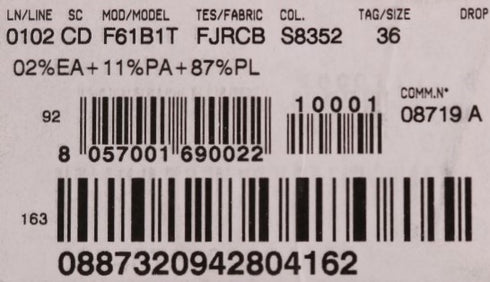 LN/LINE SC MOD/MODEL TES/FABRIC COL. TAG/SIZE DROP
0102 CD F61B1T FJRCB S8352 36
02%EA+11%PA+87%PL
10001 COMM.N°
92 08719 A
8 057001 690022
163
0887320942804162